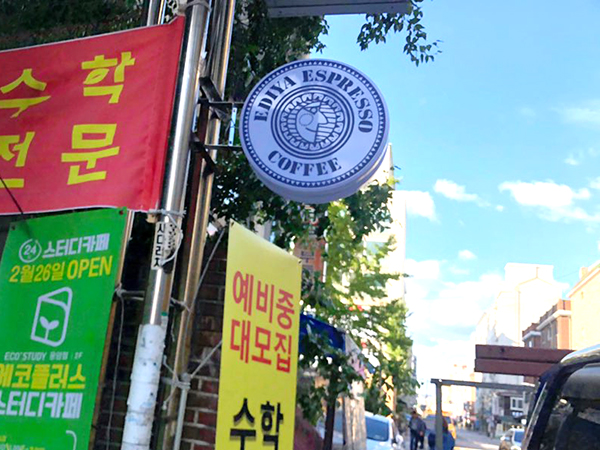 수학
전문
EDIYA ESPRESSO
COFFEE
24 스터디카페
2월26일 OPEN
ECO'STUDY
2F
에코플러스
스터디카페
예비중
대모집
수학